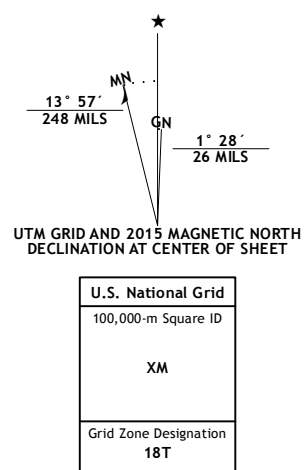 ★
MN
13° 57´
248 MILS
GN
1° 28´
26 MILS
UTM GRID AND 2015 MAGNETIC NORTH
DECLINATION AT CENTER OF SHEET
U.S. National Grid
100,000-m Square ID
XM
Grid Zone Designation
18T